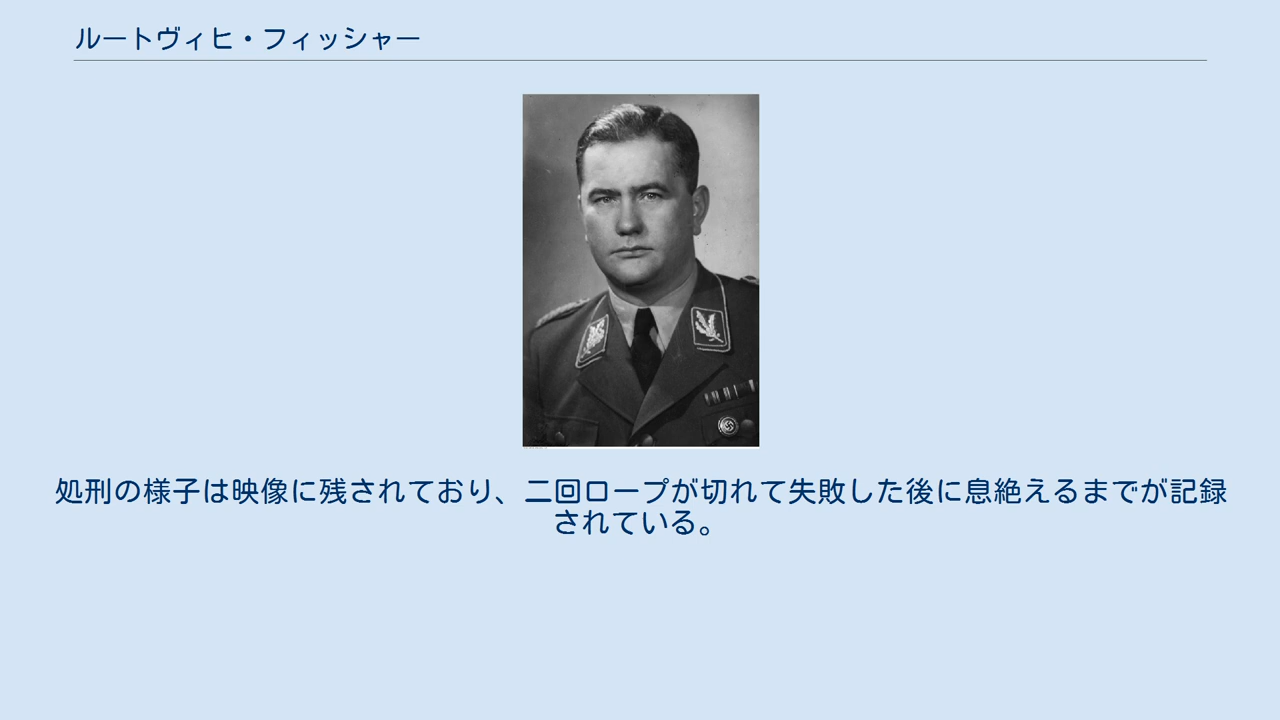 ルートヴィヒ・フィッシャー
処刑の様子は映像に残されており、二回ロープが切れて失敗した後に息絶えるまでが記録
されている。